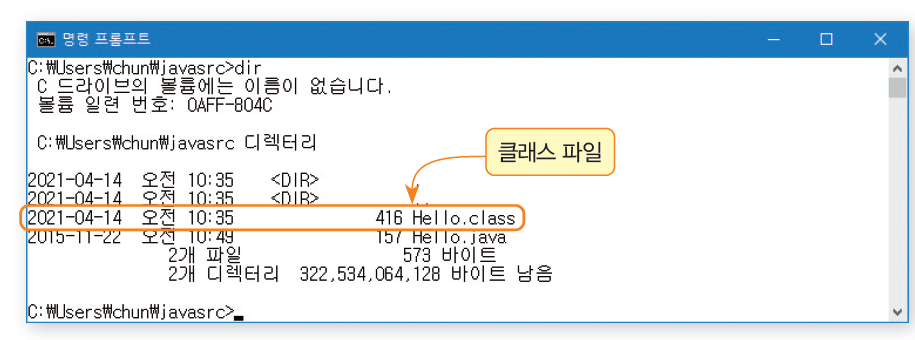 명령 프롬프트
C:₩Users₩chun₩javasrc>dir
C 드라이브의 볼륨에는 이름이 없습니다.
볼륨 일련 번호: 0AFF-804C
C:₩Users₩chun₩javasrc 디렉터리
클래스 파일
2021-04-14 오전 10:35 <DIR> .
2021-04-14 오전 10:35 <DIR> ..
2021-04-14 오전 10:35 416 Hello.class
2015-11-22 오전 10:49 157 Hello.java
2개 파일 573 바이트
2개 디렉터리 322,534,064,128 바이트 남음
C:₩Users₩chun₩javasrc>